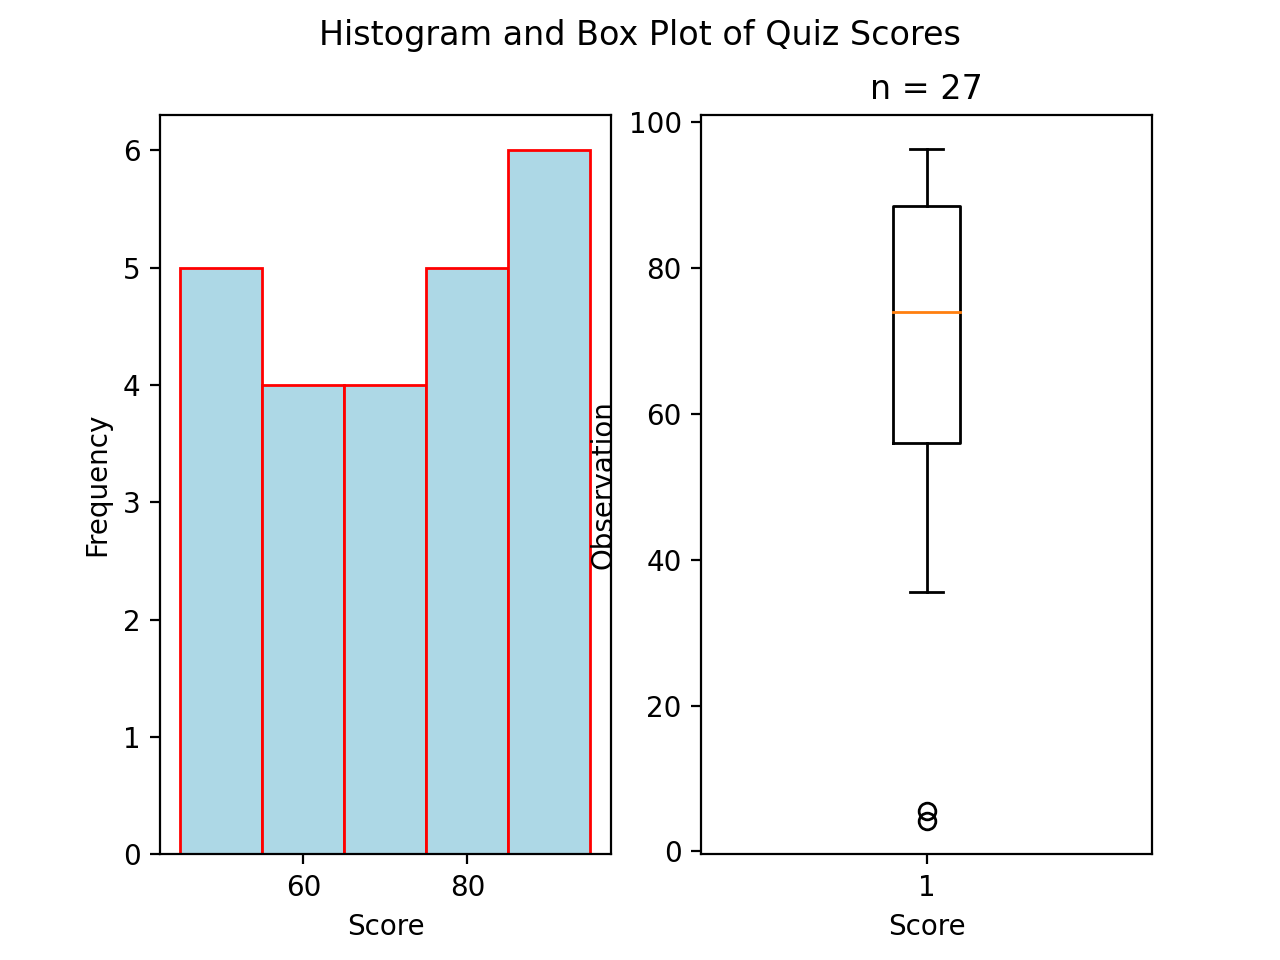 Histogram and Box Plot of Quiz Scores
6
5
4
3
2
1
0
Frequency
60 80
Score
n = 27
100
80
60
40
20
0
Observation
1
Score